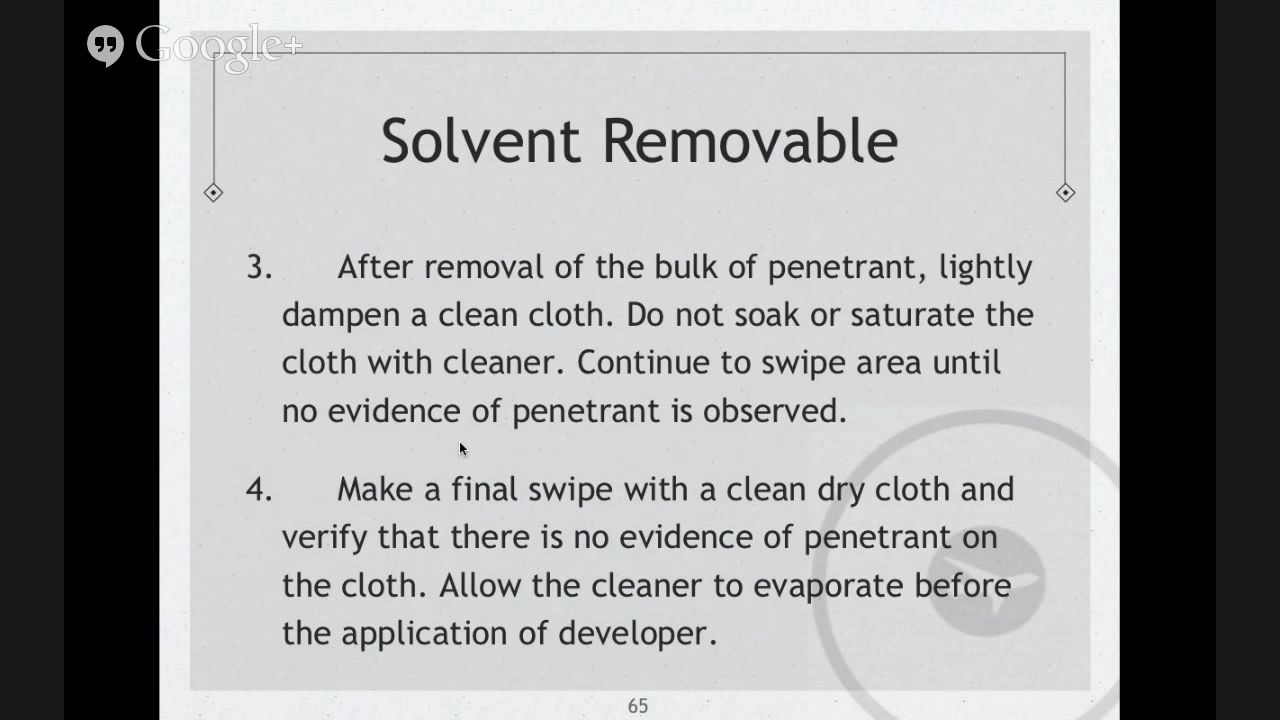 Google+
Solvent Removable
3. After removal of the bulk of penetrant, lightly
dampen a clean cloth. Do not soak or saturate the
cloth with cleaner. Continue to swipe area until
no evidence of penetrant is observed.
4. Make a final swipe with a clean dry cloth and
verify that there is no evidence of penetrant on
the cloth. Allow the cleaner to evaporate before
the application of developer.
65